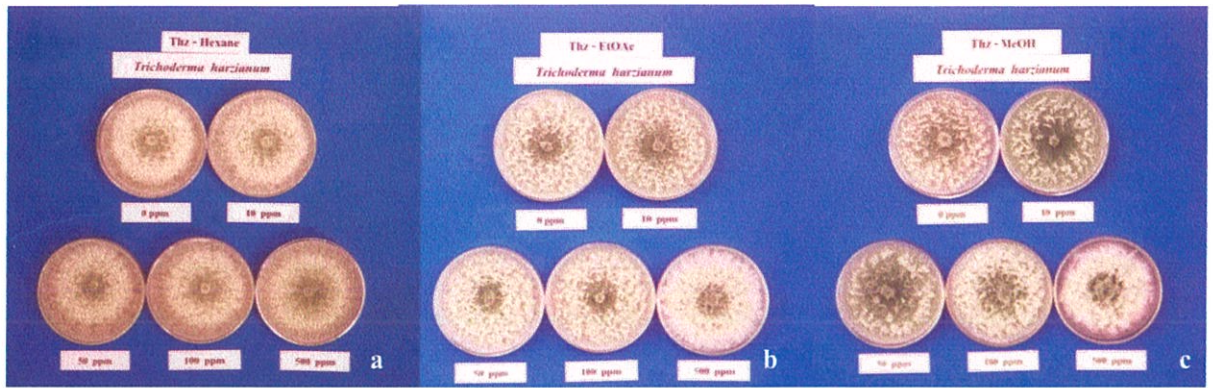 Thz - Hexane
Trichoderma harzianum
0 ppm
10 ppm
50 ppm
100 ppm
500 ppm
a
Thz - EtOAc
Trichoderma harzianum
0 ppm
10 ppm
50 ppm
100 ppm
500 ppm
b
Thz - MeOH
Trichoderma harzianum
0 ppm
10 ppm
50 ppm
100 ppm
500 ppm
c